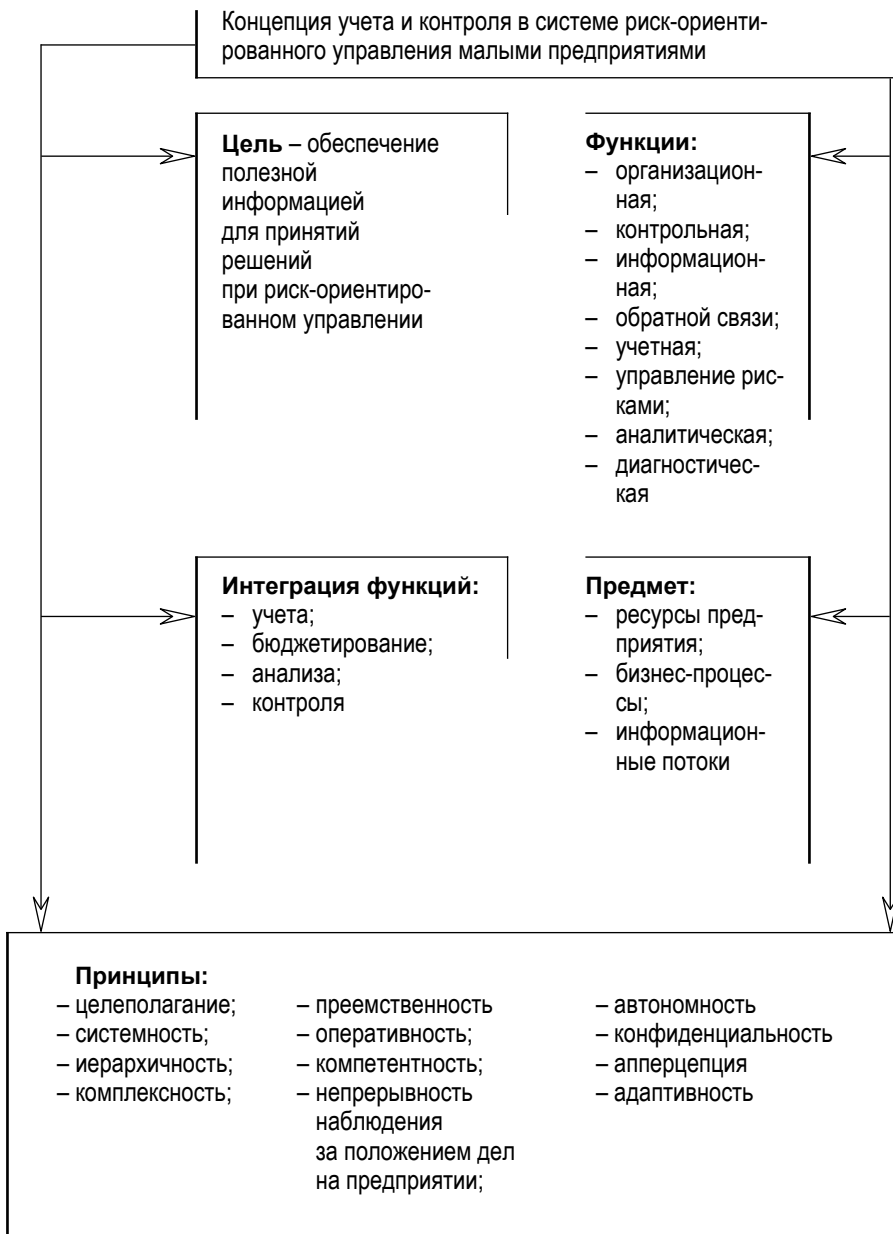 Концепция учета и контроля в системе риск-ориенти-
рованного управления малыми предприятиями
Цель – обеспечение
полезной
информацией
для принятий
решений
при риск-ориентиро-
ванном управлении
Функции:
– организацион-
ная;
– контрольная;
– информацион-
ная;
– обратной связи;
– учетная;
– управление рис-
ками;
– аналитическая;
– диагностичес-
кая
Интеграция функций:
– учета;
– бюджетирование;
– анализа;
– контроля
Предмет:
– ресурсы пред-
приятия;
– бизнес-процес-
сы;
– информацион-
ные потоки
Принципы:
– целеполагание;
– системность;
– иерархичность;
– комплексность;
– преемственность
– оперативность;
– компетентность;
– непрерывность
наблюдения
за положением дел
на предприятии;
– автономность
– конфиденциальность
– апперцепция
– адаптивность